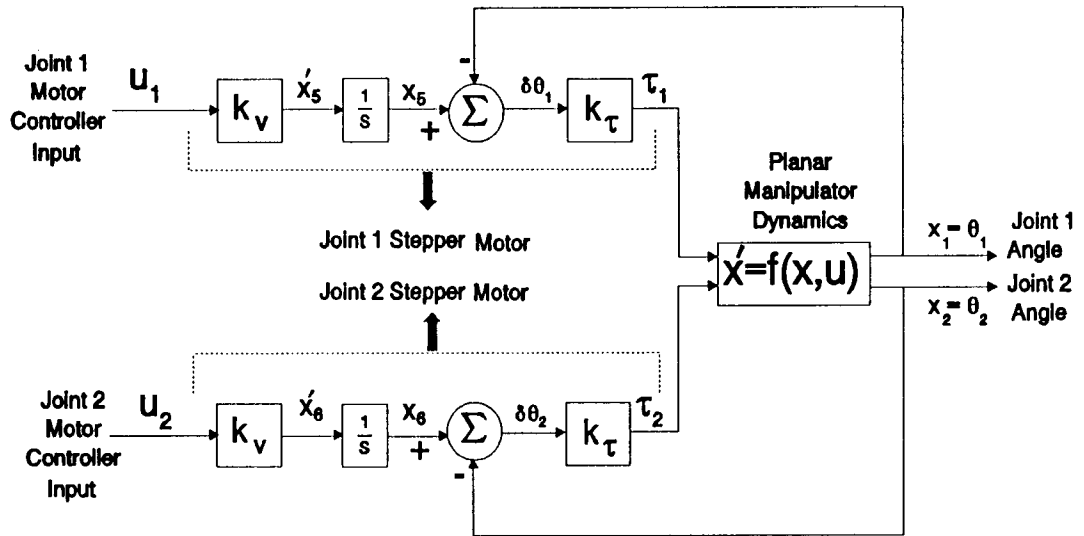 Joint 1
Motor
Controller
Input
u₁
kᵥ
x́₅
1/s
x₅
+
-
Σ
δθ₁
k_τ
τ₁
Joint 1 Stepper Motor
Joint 2 Stepper Motor
Planar
Manipulator
Dynamics
x́=f(x,u)
x₁= θ₁
Joint 1
Angle
Joint 2
Angle
x₂= θ₂
Joint 2
Motor
Controller
Input
u₂
kᵥ
x́₆
1/s
x₆
+
-
Σ
δθ₂
k_τ
τ₂